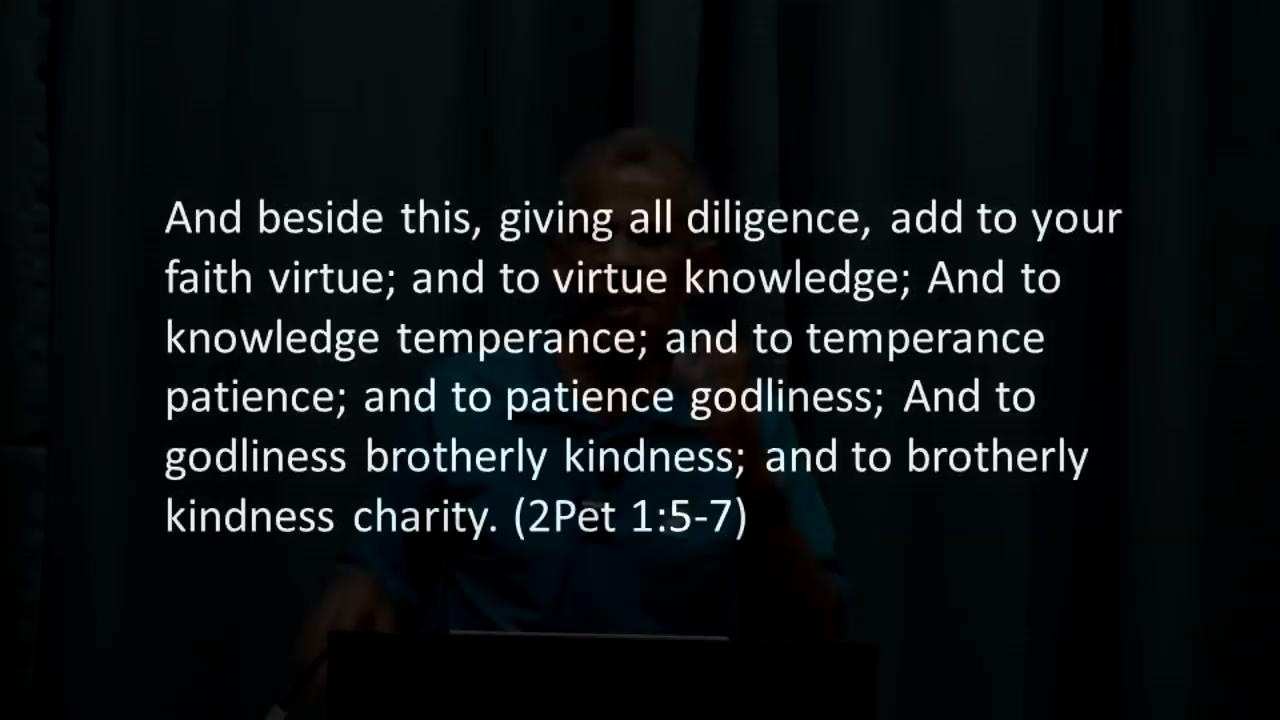 And beside this, giving all diligence, add to your
faith virtue; and to virtue knowledge; And to
knowledge temperance; and to temperance
patience; and to patience godliness; And to
godliness brotherly kindness; and to brotherly
kindness charity. (2Pet 1:5-7)